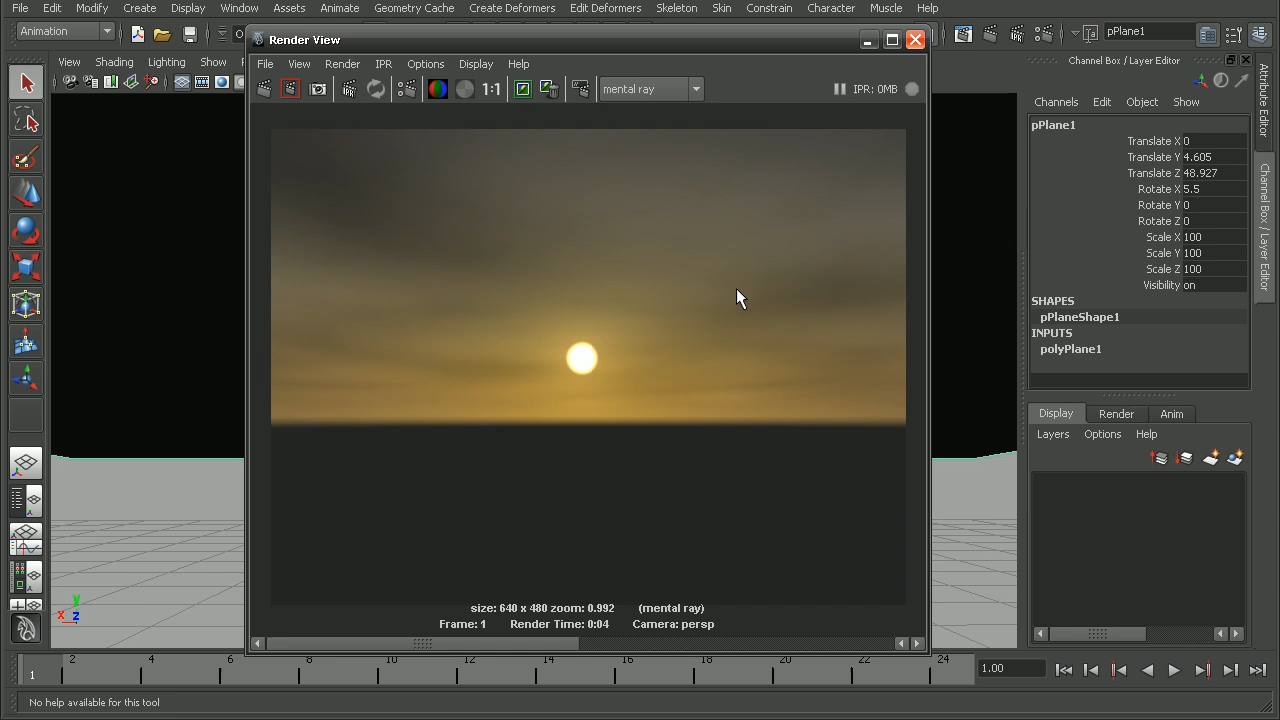 File Edit Modify Create Display Window Assets Animate Geometry Cache Create Deformers Edit Deformers Skeleton Skin Constrain Character Muscle Help
Animation
pPlane1
Render View
View Shading Lighting Show
File View Render IPR Options Display Help
1:1
mental ray
IPR: 0MB
Channel Box / Layer Editor
Channels Edit Object Show
pPlane1
Translate X 0
Translate Y 4.605
Translate Z 48.927
Rotate X 5.5
Rotate Y 0
Rotate Z 0
Scale X 100
Scale Y 100
Scale Z 100
Visibility on
SHAPES
pPlaneShape1
INPUTS
polyPlane1
Attribute Editor
Channel Box / Layer Editor
Display Render Anim
Layers Options Help
y
x z
size: 640 x 480 zoom: 0.992 (mental ray)
Frame: 1 Render Time: 0:04 Camera: persp
1 2 4 6 8 10 12 14 16 18 20 22 24
1.00
No help available for this tool